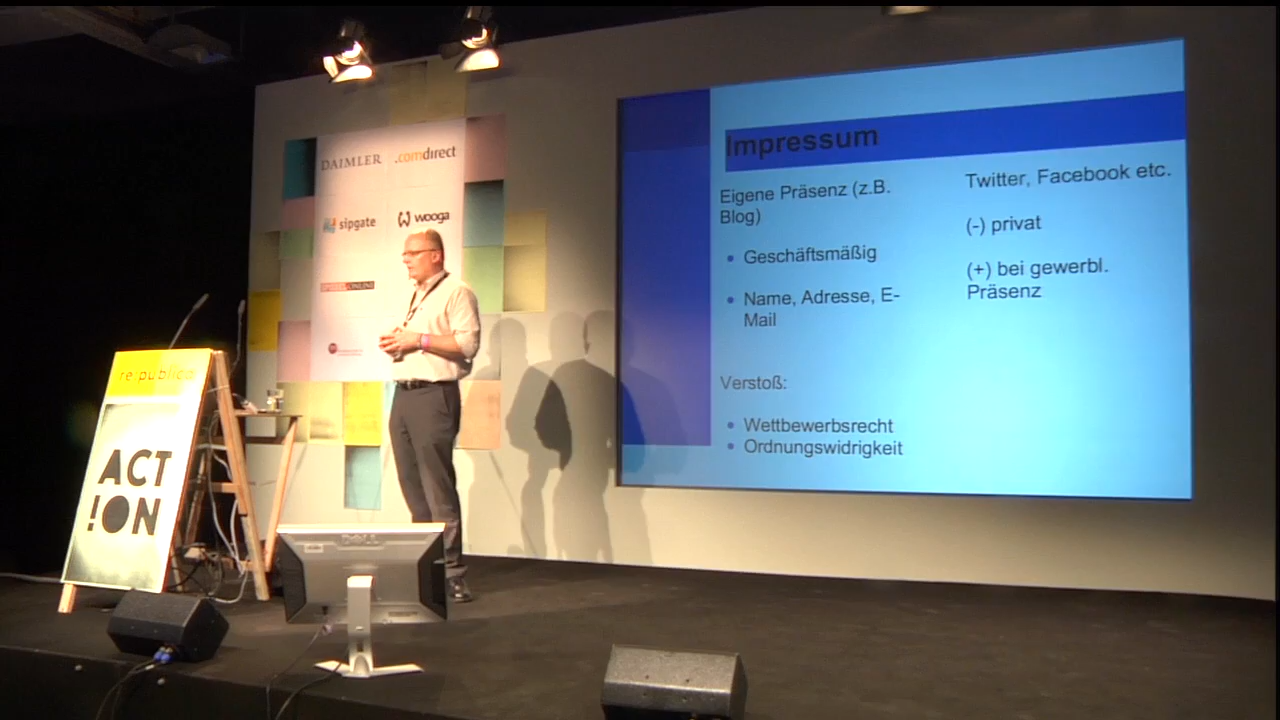 DAIMLER
.comdirect
sipgate
wooga
re:publica
ACT
!ON
DELL
Impressum
Eigene Präsenz (z.B.
Blog)
• Geschäftsmäßig
• Name, Adresse, E-
Mail
Verstoß:
• Wettbewerbsrecht
• Ordnungswidrigkeit
Twitter, Facebook etc.
(-) privat
(+) bei gewerbl.
Präsenz